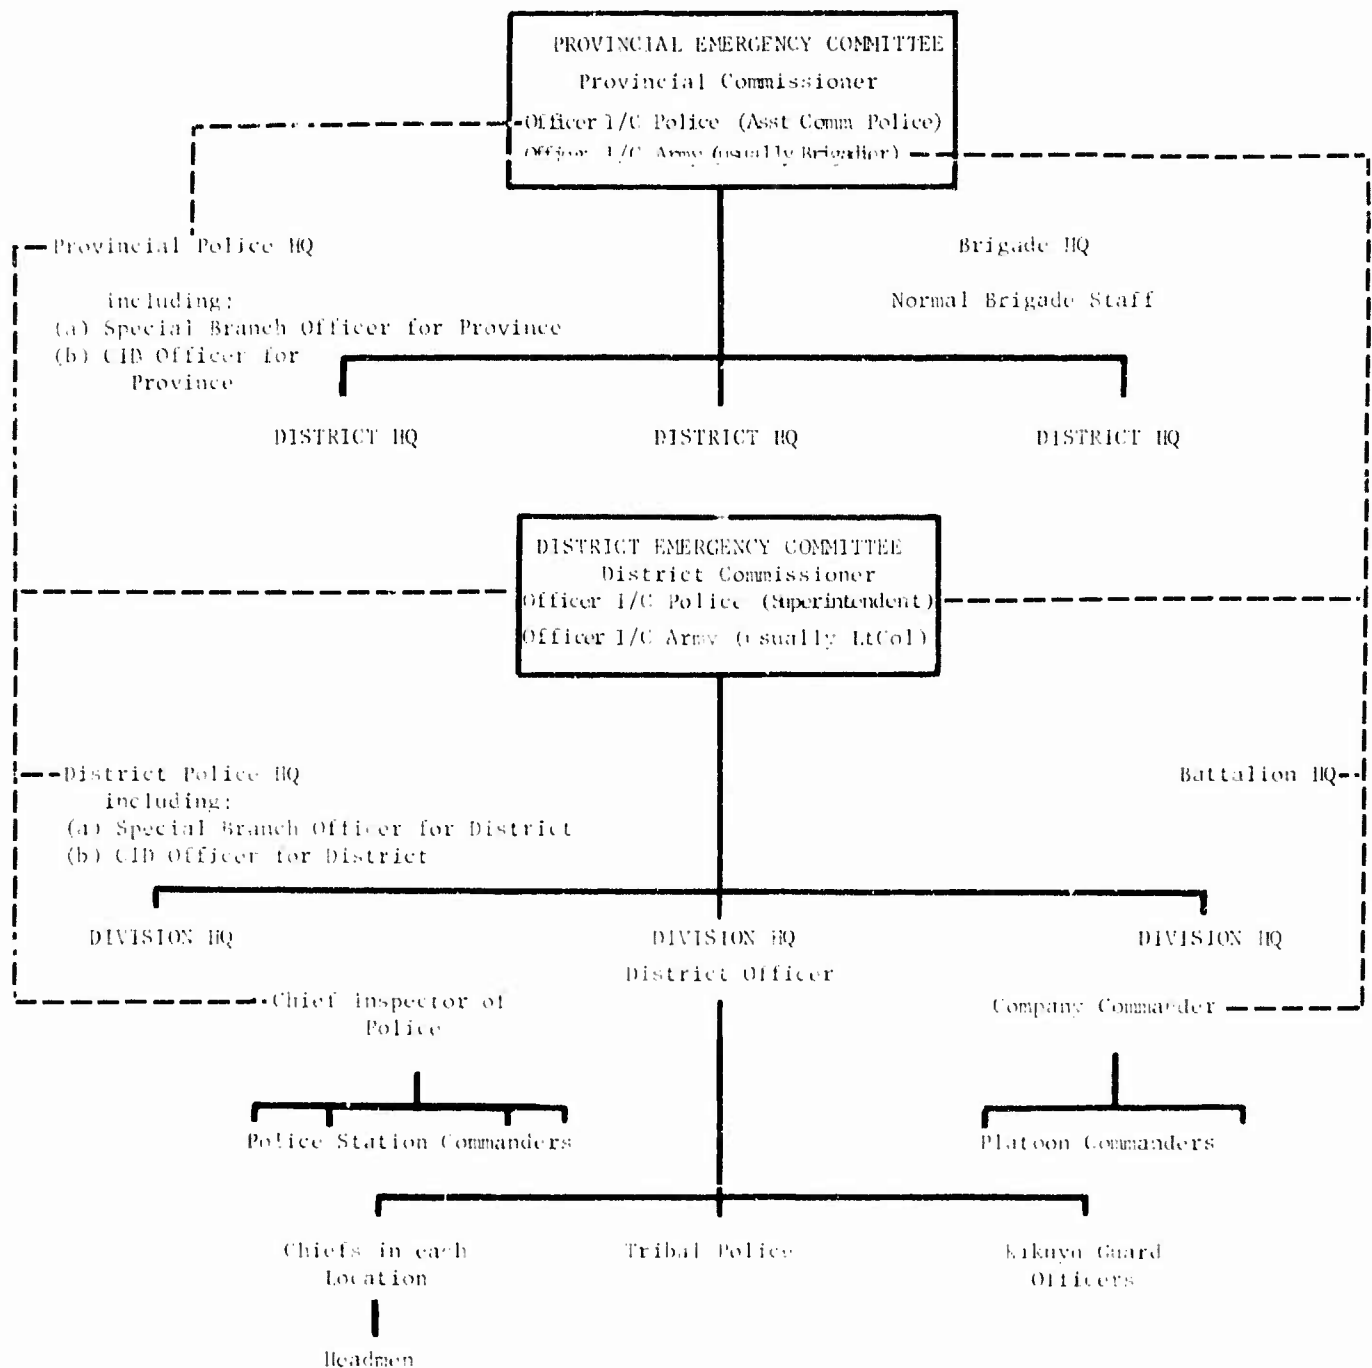 PROVINCIAL EMERGENCY COMMITTEE
Provincial Commissioner
Officer I/C Police (Asst Comm Police)
Officer I/C Army (usually Brigadier)
Provincial Police HQ
including:
(a) Special Branch Officer for Province
(b) CID Officer for
Province
Brigade HQ
Normal Brigade Staff
DISTRICT HQ
DISTRICT HQ
DISTRICT HQ
DISTRICT EMERGENCY COMMITTEE
District Commissioner
Officer I/C Police (Superintendent)
Officer I/C Army (usually LtCol)
District Police HQ
including:
(a) Special Branch Officer for District
(b) CID Officer for District
Battalion HQ
DIVISION HQ
DIVISION HQ
District Officer
DIVISION HQ
Chief Inspector of
Police
Company Commander
Police Station Commanders
Platoon Commanders
Chiefs in each
Location
Tribal Police
Kikuyu Guard
Officers
Headmen